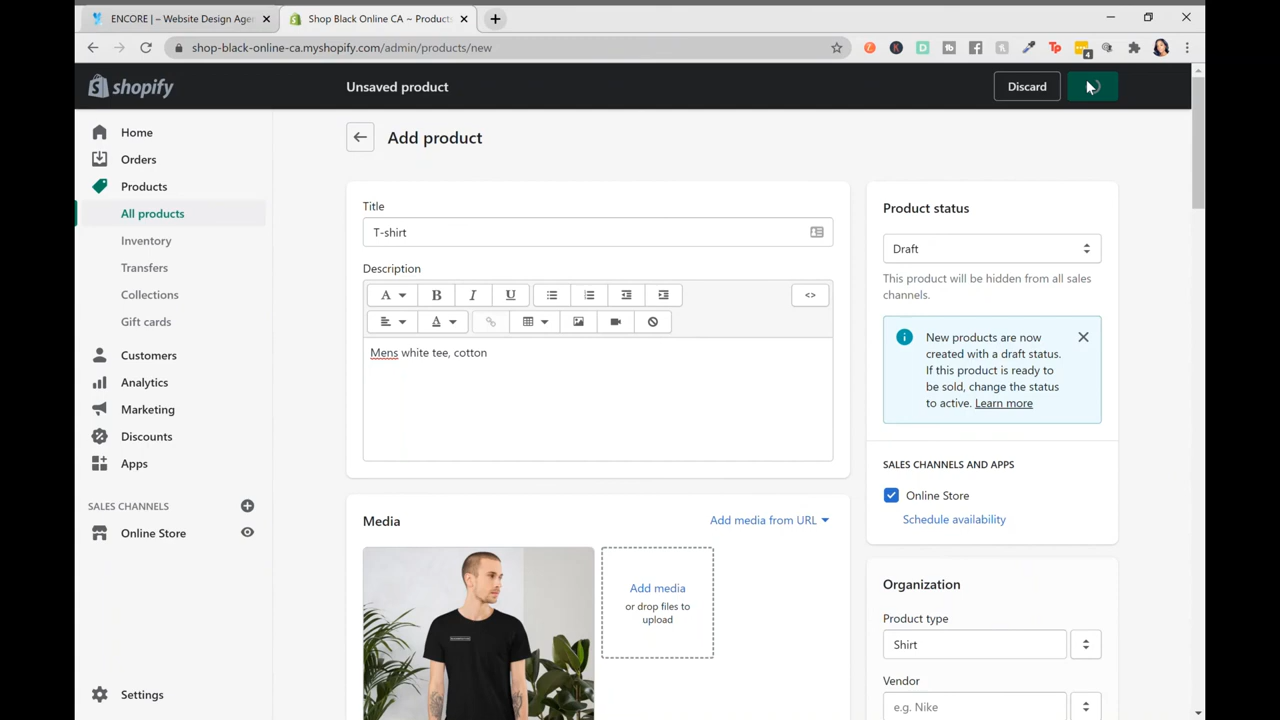 ENCORE | – Website Design Agen
Shop Black Online CA ~ Products
shop-black-online-ca.myshopify.com/admin/products/new
4
shopify
Unsaved product
Discard
Home
Orders
Products
All products
Inventory
Transfers
Collections
Gift cards
Customers
Analytics
Marketing
Discounts
Apps
SALES CHANNELS
Online Store
Settings
Add product
Title
T-shirt
Description
A
B
I
U
<>
A
Mens white tee, cotton
Media
Add media from URL
Add media
or drop files to
upload
Product status
Draft
This product will be hidden from all sales
channels.
New products are now
created with a draft status.
If this product is ready to
be sold, change the status
to active. Learn more
SALES CHANNELS AND APPS
Online Store
Schedule availability
Organization
Product type
Shirt
Vendor
e.g. Nike